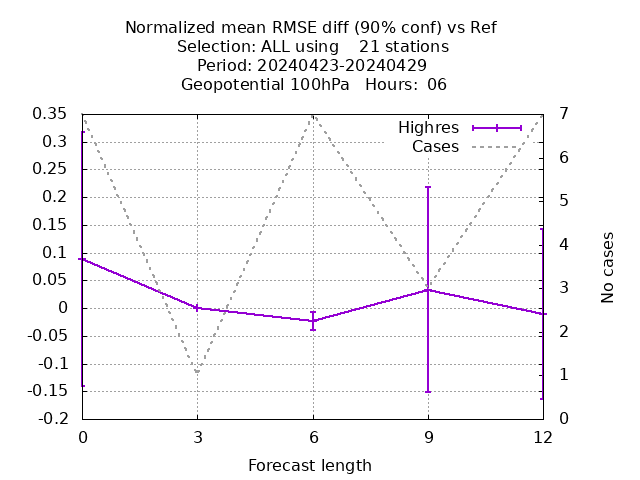 Normalized mean RMSE diff (90% conf) vs Ref
Selection: ALL using    21 stations
Period: 20240423-20240429
Geopotential 100hPa   Hours:  06
0.35
0.3
0.25
0.2
0.15
0.1
0.05
0
-0.05
-0.1
-0.15
-0.2
Highres
Cases
7
6
5
4
3
2
1
0
No cases
0 3 6 9 12
Forecast length